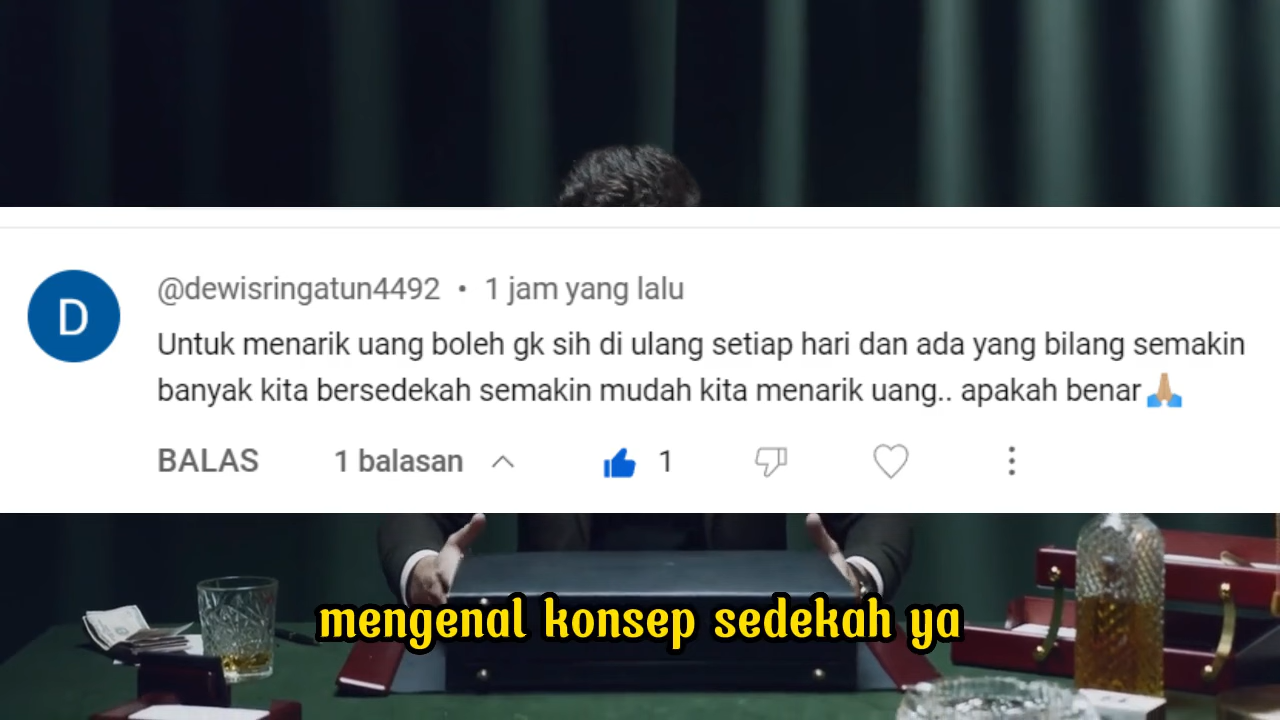 D
@dewisringatun4492 • 1 jam yang lalu
Untuk menarik uang boleh gk sih di ulang setiap hari dan ada yang bilang semakin
banyak kita bersedekah semakin mudah kita menarik uang.. apakah benar🙏🏽
BALAS 1 balasan 1
mengenal konsep sedekah ya